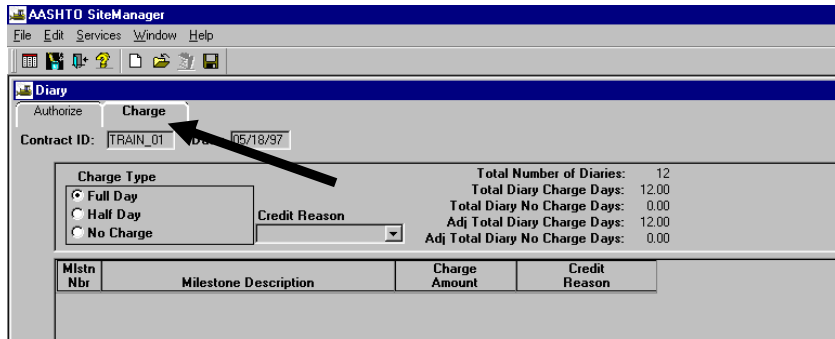 AASHTO SiteManager
File Edit Services Window Help
Diary
Authorize Charge
Contract ID: TRAIN_01 05/18/97
Charge Type
Full Day
Half Day
No Charge
Credit Reason
Total Number of Diaries: 12
Total Diary Charge Days: 12.00
Total Diary No Charge Days: 0.00
Adj Total Diary Charge Days: 12.00
Adj Total Diary No Charge Days: 0.00
Mlstn Nbr Milestone Description Charge Amount Credit Reason